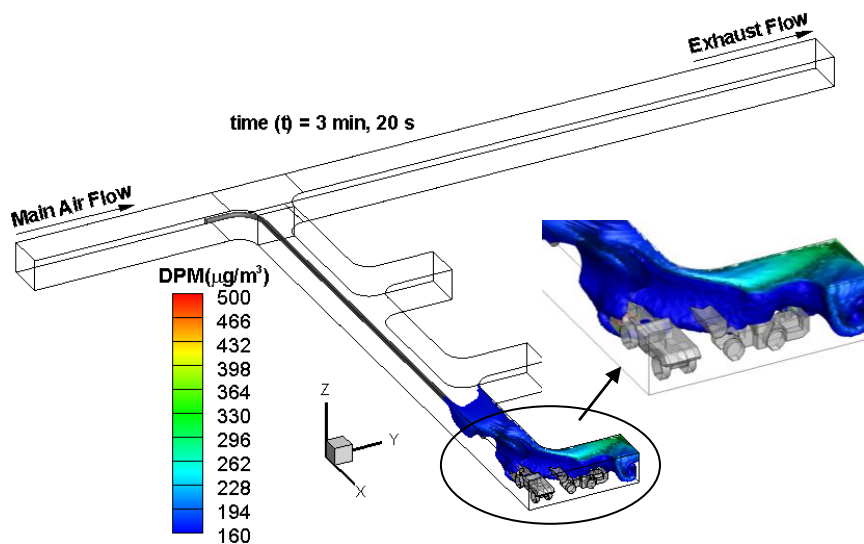 Exhaust Flow
time (t) = 3 min, 20 s
Main Air Flow
DPM(µg/m³)
500
466
432
398
364
330
296
262
228
194
160
Z
Y
X